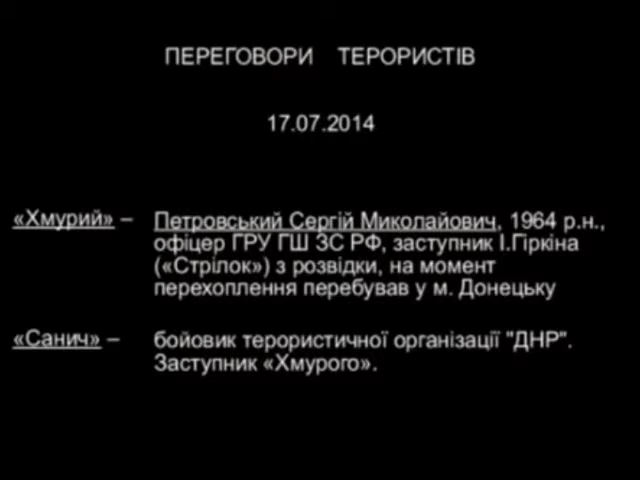 ПЕРЕГОВОРИ ТЕРОРИСТІВ
17.07.2014
«Хмурий» – Петровський Сергій Миколайович, 1964 р.н.,
офіцер ГРУ ГШ ЗС РФ, заступник І.Гіркіна
(«Стрілок») з розвідки, на момент
перехоплення перебував у м. Донецьку
«Санич» – бойовик терористичної організації "ДНР".
Заступник «Хмурого».